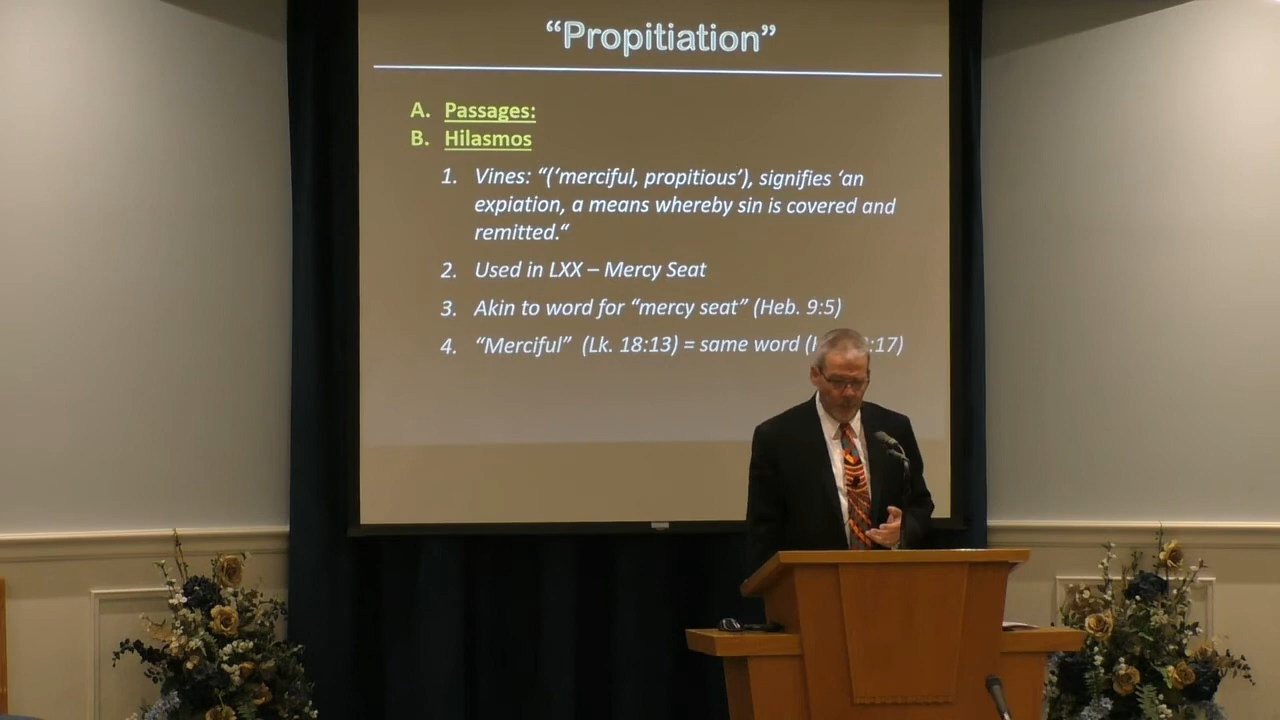 “Propitiation”
A. Passages:
B. Hilasmos
1. Vines: “(‘merciful, propitious’), signifies ‘an
expiation, a means whereby sin is covered and
remitted.“
2. Used in LXX – Mercy Seat
3. Akin to word for “mercy seat” (Heb. 9:5)
4. “Merciful” (Lk. 18:13) = same word ( :17)